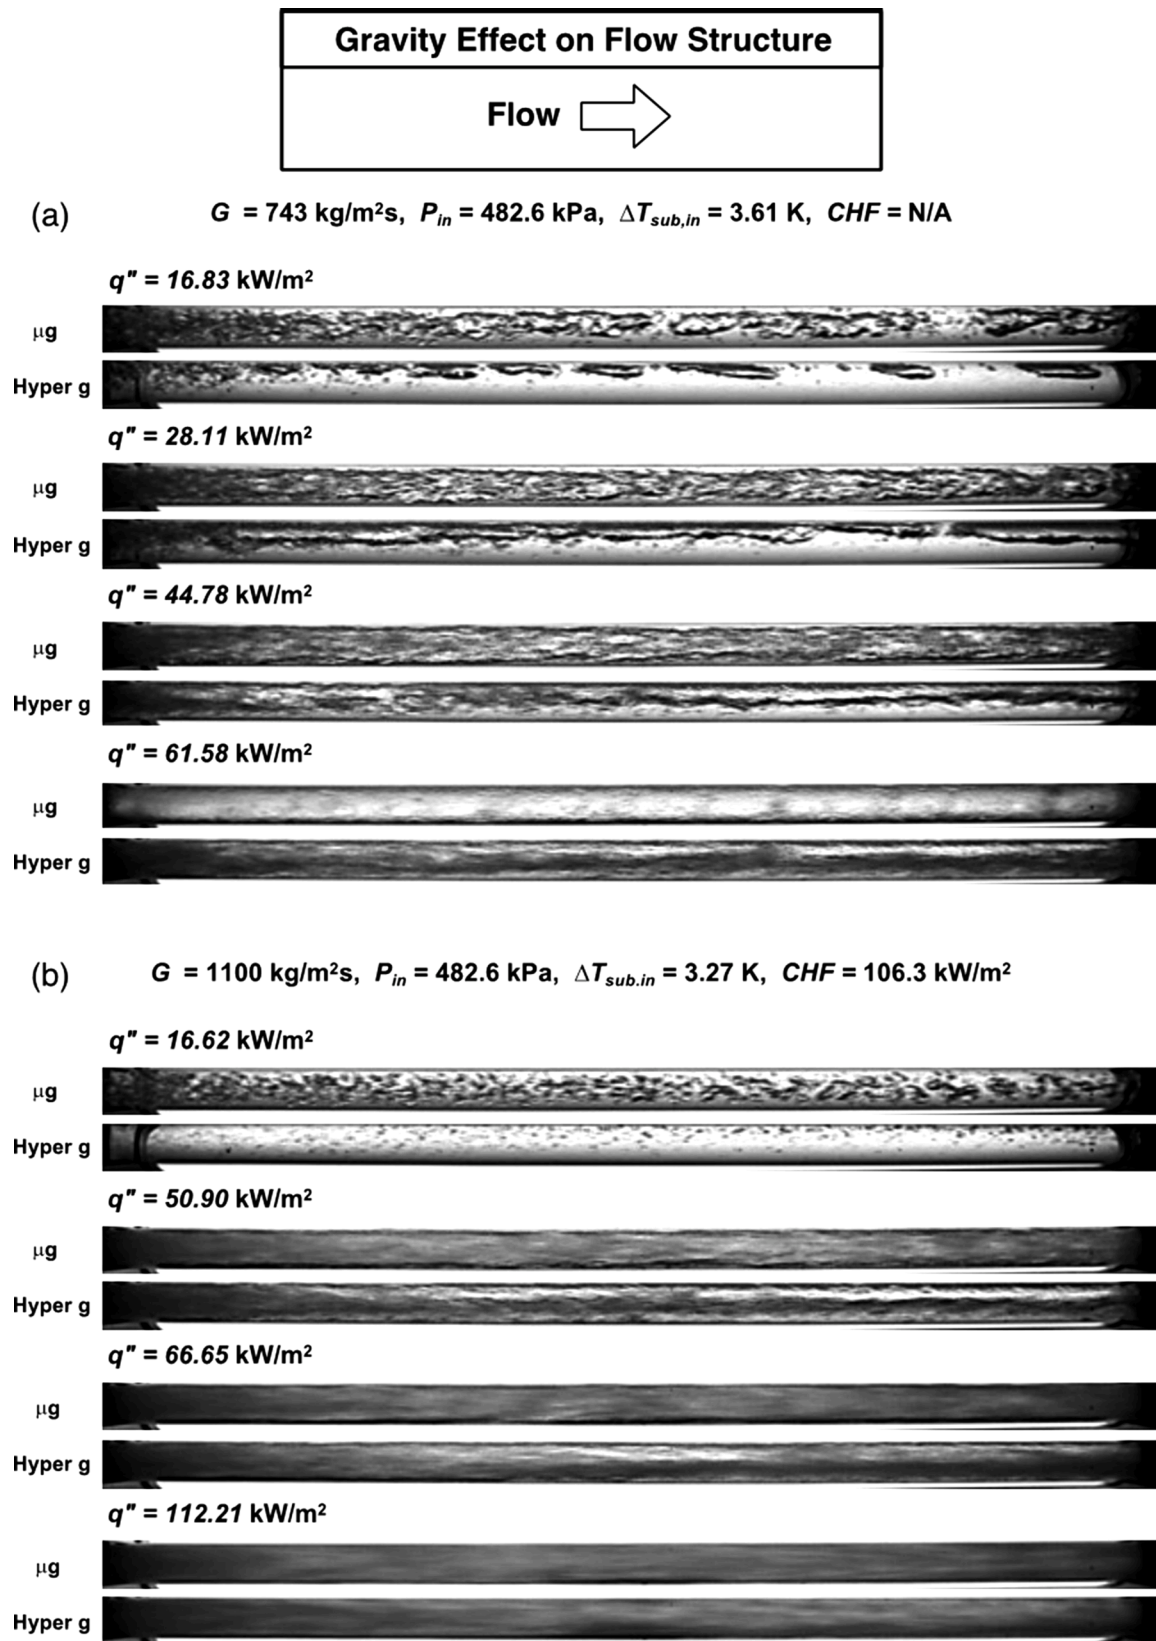 Gravity Effect on Flow Structure
Flow
(a) G = 743 kg/m²s, P_in = 482.6 kPa, ΔT_sub,in = 3.61 K, CHF = N/A
q″ = 16.83 kW/m²
μg
Hyper g
q″ = 28.11 kW/m²
μg
Hyper g
q″ = 44.78 kW/m²
μg
Hyper g
q″ = 61.58 kW/m²
μg
Hyper g
(b) G = 1100 kg/m²s, P_in = 482.6 kPa, ΔT_sub.in = 3.27 K, CHF = 106.3 kW/m²
q″ = 16.62 kW/m²
μg
Hyper g
q″ = 50.90 kW/m²
μg
Hyper g
q″ = 66.65 kW/m²
μg
Hyper g
q″ = 112.21 kW/m²
μg
Hyper g